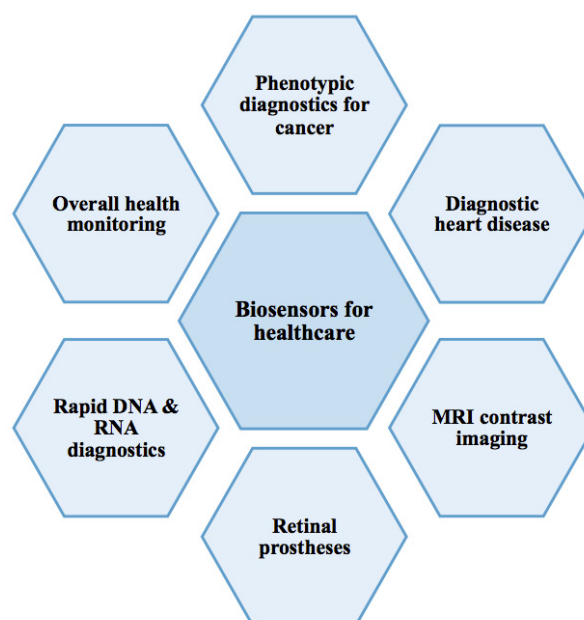 Phenotypic
diagnostics for
cancer
Overall health
monitoring
Diagnostic
heart disease
Biosensors for
healthcare
Rapid DNA &
RNA
diagnostics
MRI contrast
imaging
Retinal
prostheses